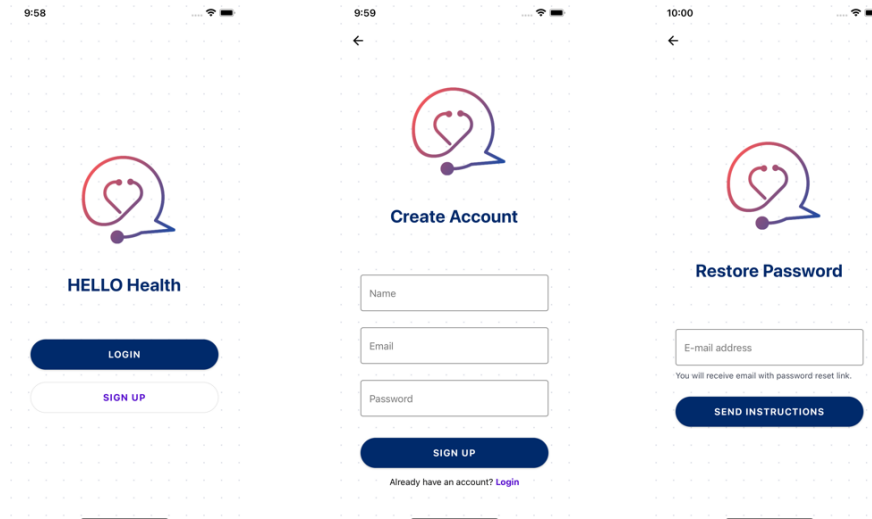 9:58
HELLO Health
LOGIN
SIGN UP
9:59
Create Account
Name
Email
Password
SIGN UP
Already have an account? Login
10:00
Restore Password
E-mail address
You will receive email with password reset link.
SEND INSTRUCTIONS